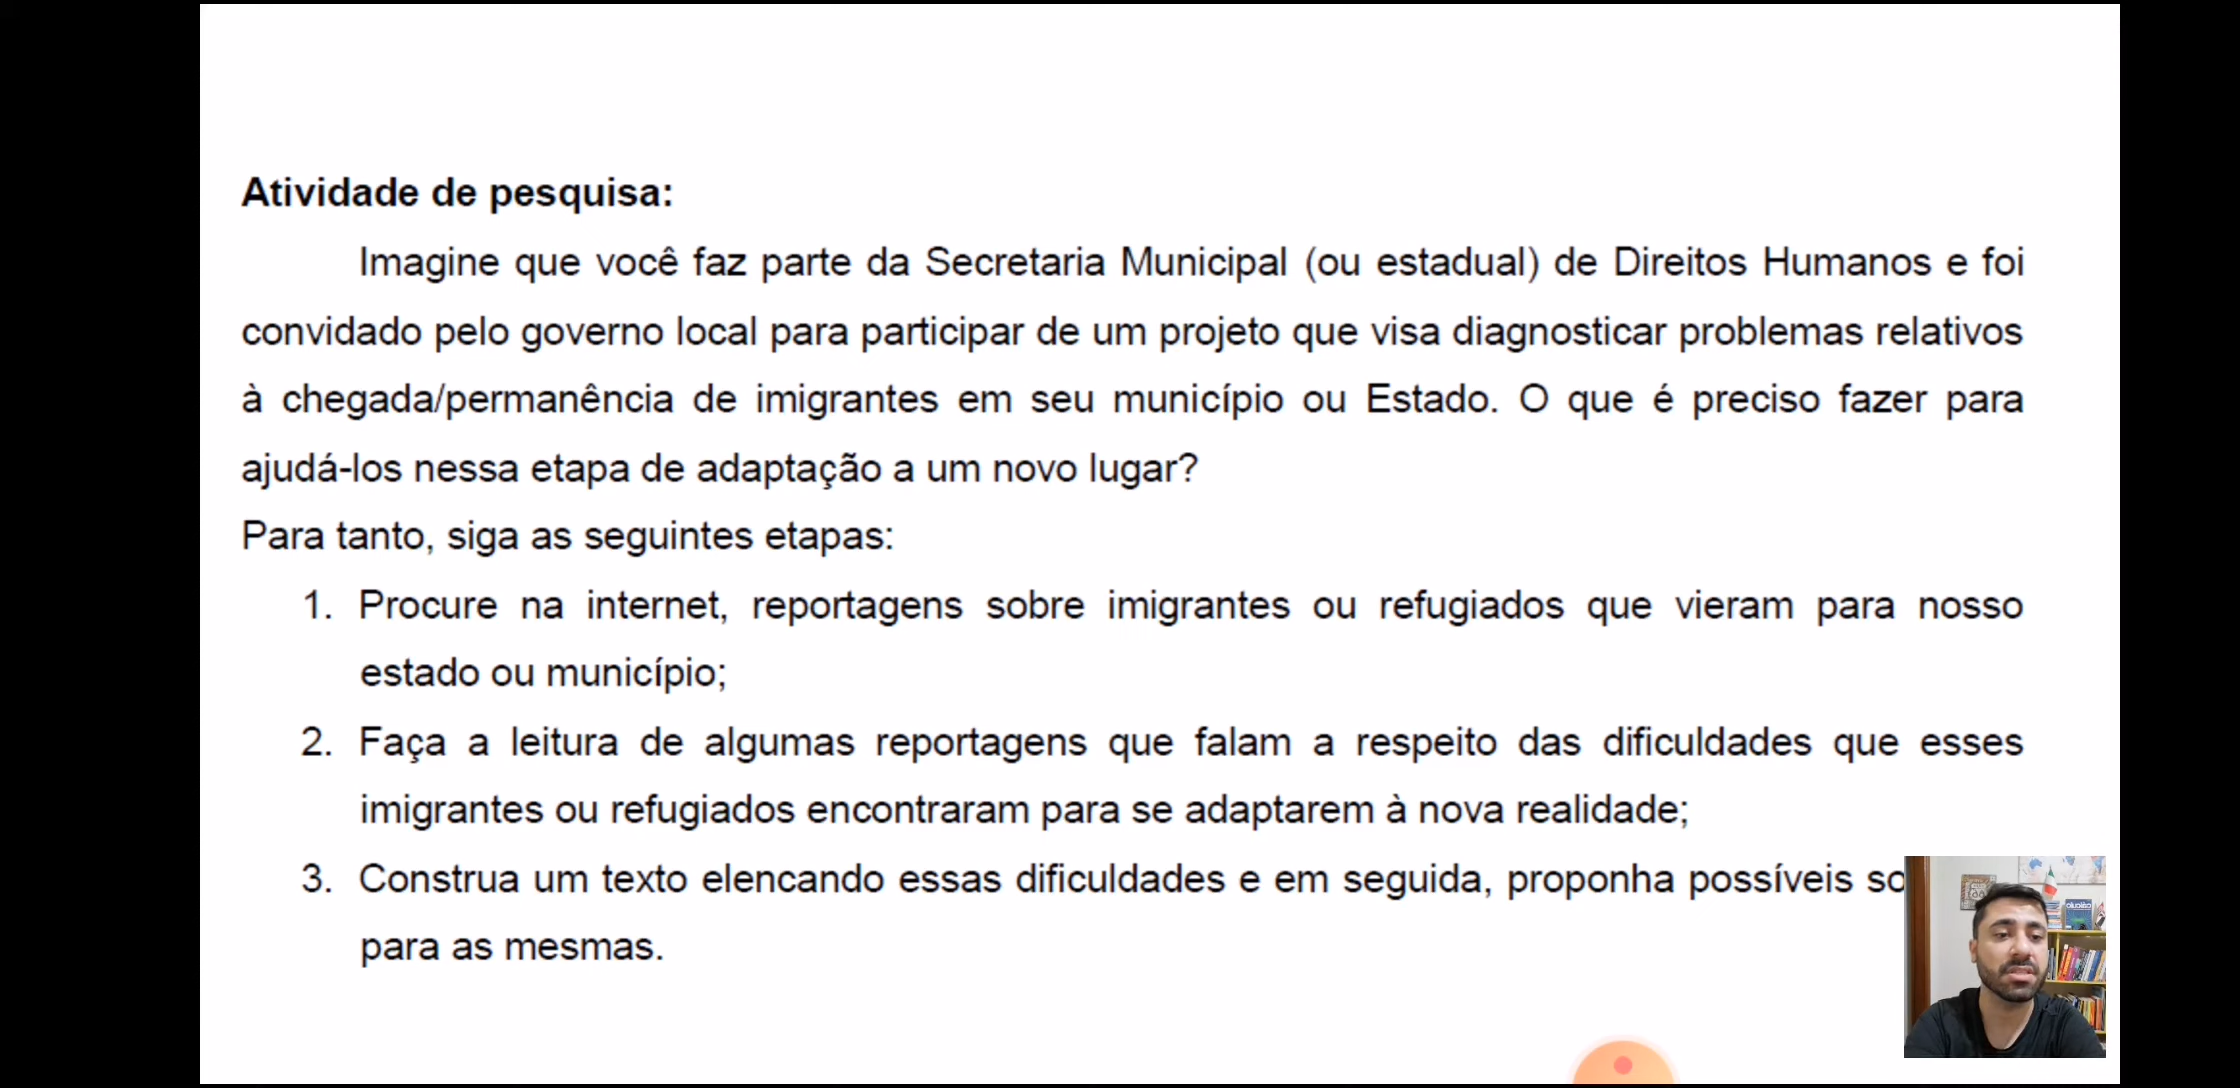 Atividade de pesquisa:
Imagine que você faz parte da Secretaria Municipal (ou estadual) de Direitos Humanos e foi
convidado pelo governo local para participar de um projeto que visa diagnosticar problemas relativos
à chegada/permanência de imigrantes em seu município ou Estado. O que é preciso fazer para
ajudá-los nessa etapa de adaptação a um novo lugar?
Para tanto, siga as seguintes etapas:
1. Procure na internet, reportagens sobre imigrantes ou refugiados que vieram para nosso
estado ou município;
2. Faça a leitura de algumas reportagens que falam a respeito das dificuldades que esses
imigrantes ou refugiados encontraram para se adaptarem à nova realidade;
3. Construa um texto elencando essas dificuldades e em seguida, proponha possíveis
para as mesmas.